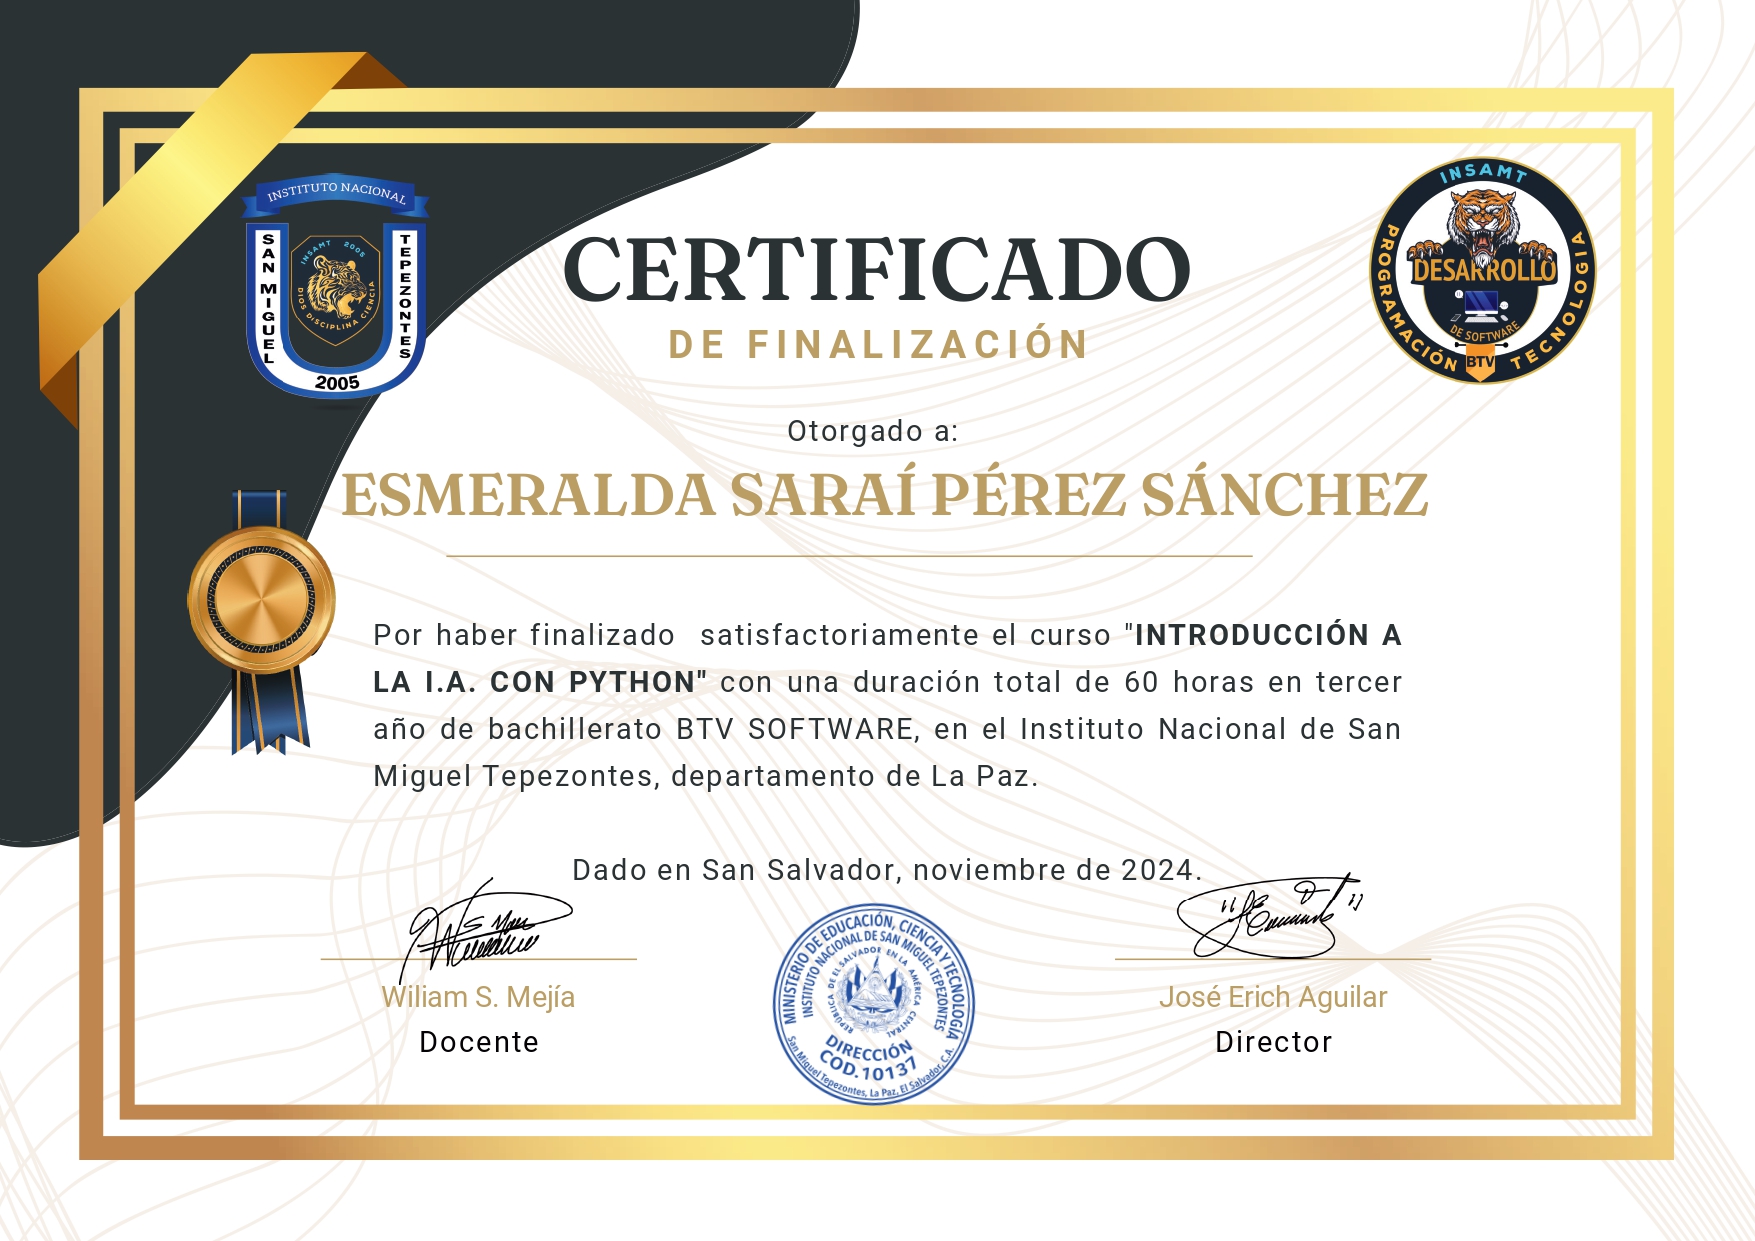 INSTITUTO NACIONAL
SAN MIGUEL
TEPEZONTES
INSAMT 2005
DIOS DISCIPLINA CIENCIA
2005
INSAMT
PROGRAMACIÓN
TECNOLOGIA
DESARROLLO
DE SOFTWARE
BTV
CERTIFICADO
DE FINALIZACIÓN
Otorgado a:
ESMERALDA SARAÍ PÉREZ SÁNCHEZ
Por haber finalizado satisfactoriamente el curso "INTRODUCCIÓN A
LA I.A. CON PYTHON" con una duración total de 60 horas en tercer
año de bachillerato BTV SOFTWARE, en el Instituto Nacional de San
Miguel Tepezontes, departamento de La Paz.
Dado en San Salvador, noviembre de 2024.
Wiliam S. Mejía
Docente
MINISTERIO DE EDUCACIÓN, CIENCIA Y TECNOLOGÍA
INSTITUTO NACIONAL DE SAN MIGUEL TEPEZONTES
REPÚBLICA DE EL SALVADOR EN LA AMÉRICA CENTRAL
DIRECCIÓN
COD.10137
San Miguel Tepezontes, La Paz, El Salvador, C.A.
José Erich Aguilar
Director